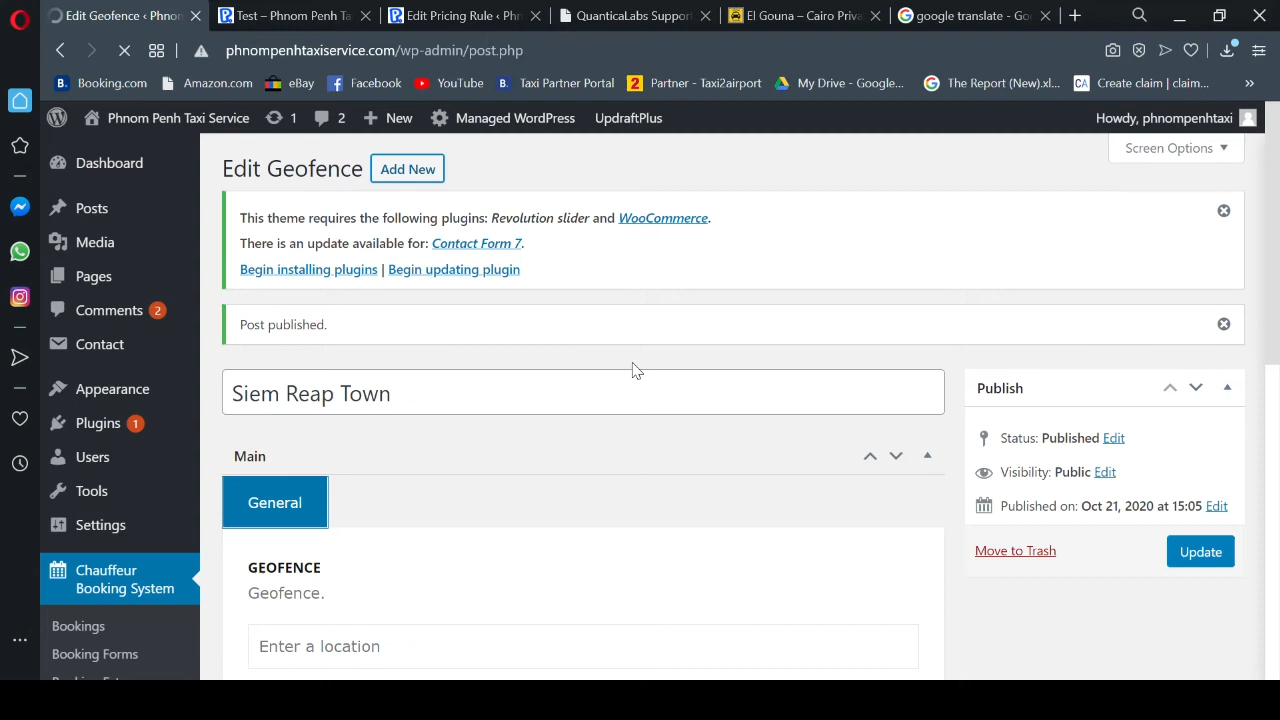 Edit Geofence ‹ Phnon
Test – Phnom Penh Ta
Edit Pricing Rule ‹ Phn
QuanticaLabs Suppor
El Gouna – Cairo Priva
google translate - Go
phnompenhtaxiservice.com/wp-admin/post.php
Booking.com
Amazon.com
eBay
Facebook
YouTube
Taxi Partner Portal
Partner - Taxi2airport
My Drive - Google...
The Report (New).xl...
Create claim | claim...
Phnom Penh Taxi Service
1
2
New
Managed WordPress
UpdraftPlus
Howdy, phnompenhtaxi
Dashboard
Posts
Media
Pages
Comments 2
Contact
Appearance
Plugins 1
Users
Tools
Settings
Chauffeur
Booking System
Bookings
Booking Forms
Screen Options
Edit Geofence Add New
This theme requires the following plugins: Revolution slider and WooCommerce.
There is an update available for: Contact Form 7.
Begin installing plugins | Begin updating plugin
Post published.
Siem Reap Town
Main
General
GEOFENCE
Geofence.
Enter a location
Publish
Status: Published Edit
Visibility: Public Edit
Published on: Oct 21, 2020 at 15:05 Edit
Move to Trash
Update